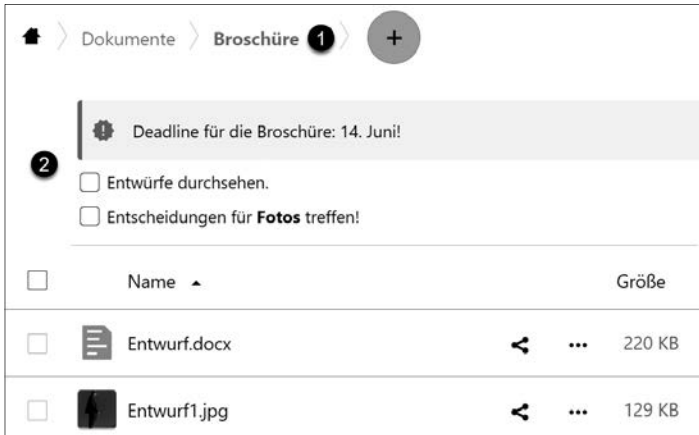 Dokumente Broschüre 1 +
Deadline für die Broschüre: 14. Juni!
2
Entwürfe durchsehen.
Entscheidungen für Fotos treffen!
Name Größe
Entwurf.docx 220 KB
Entwurf1.jpg 129 KB